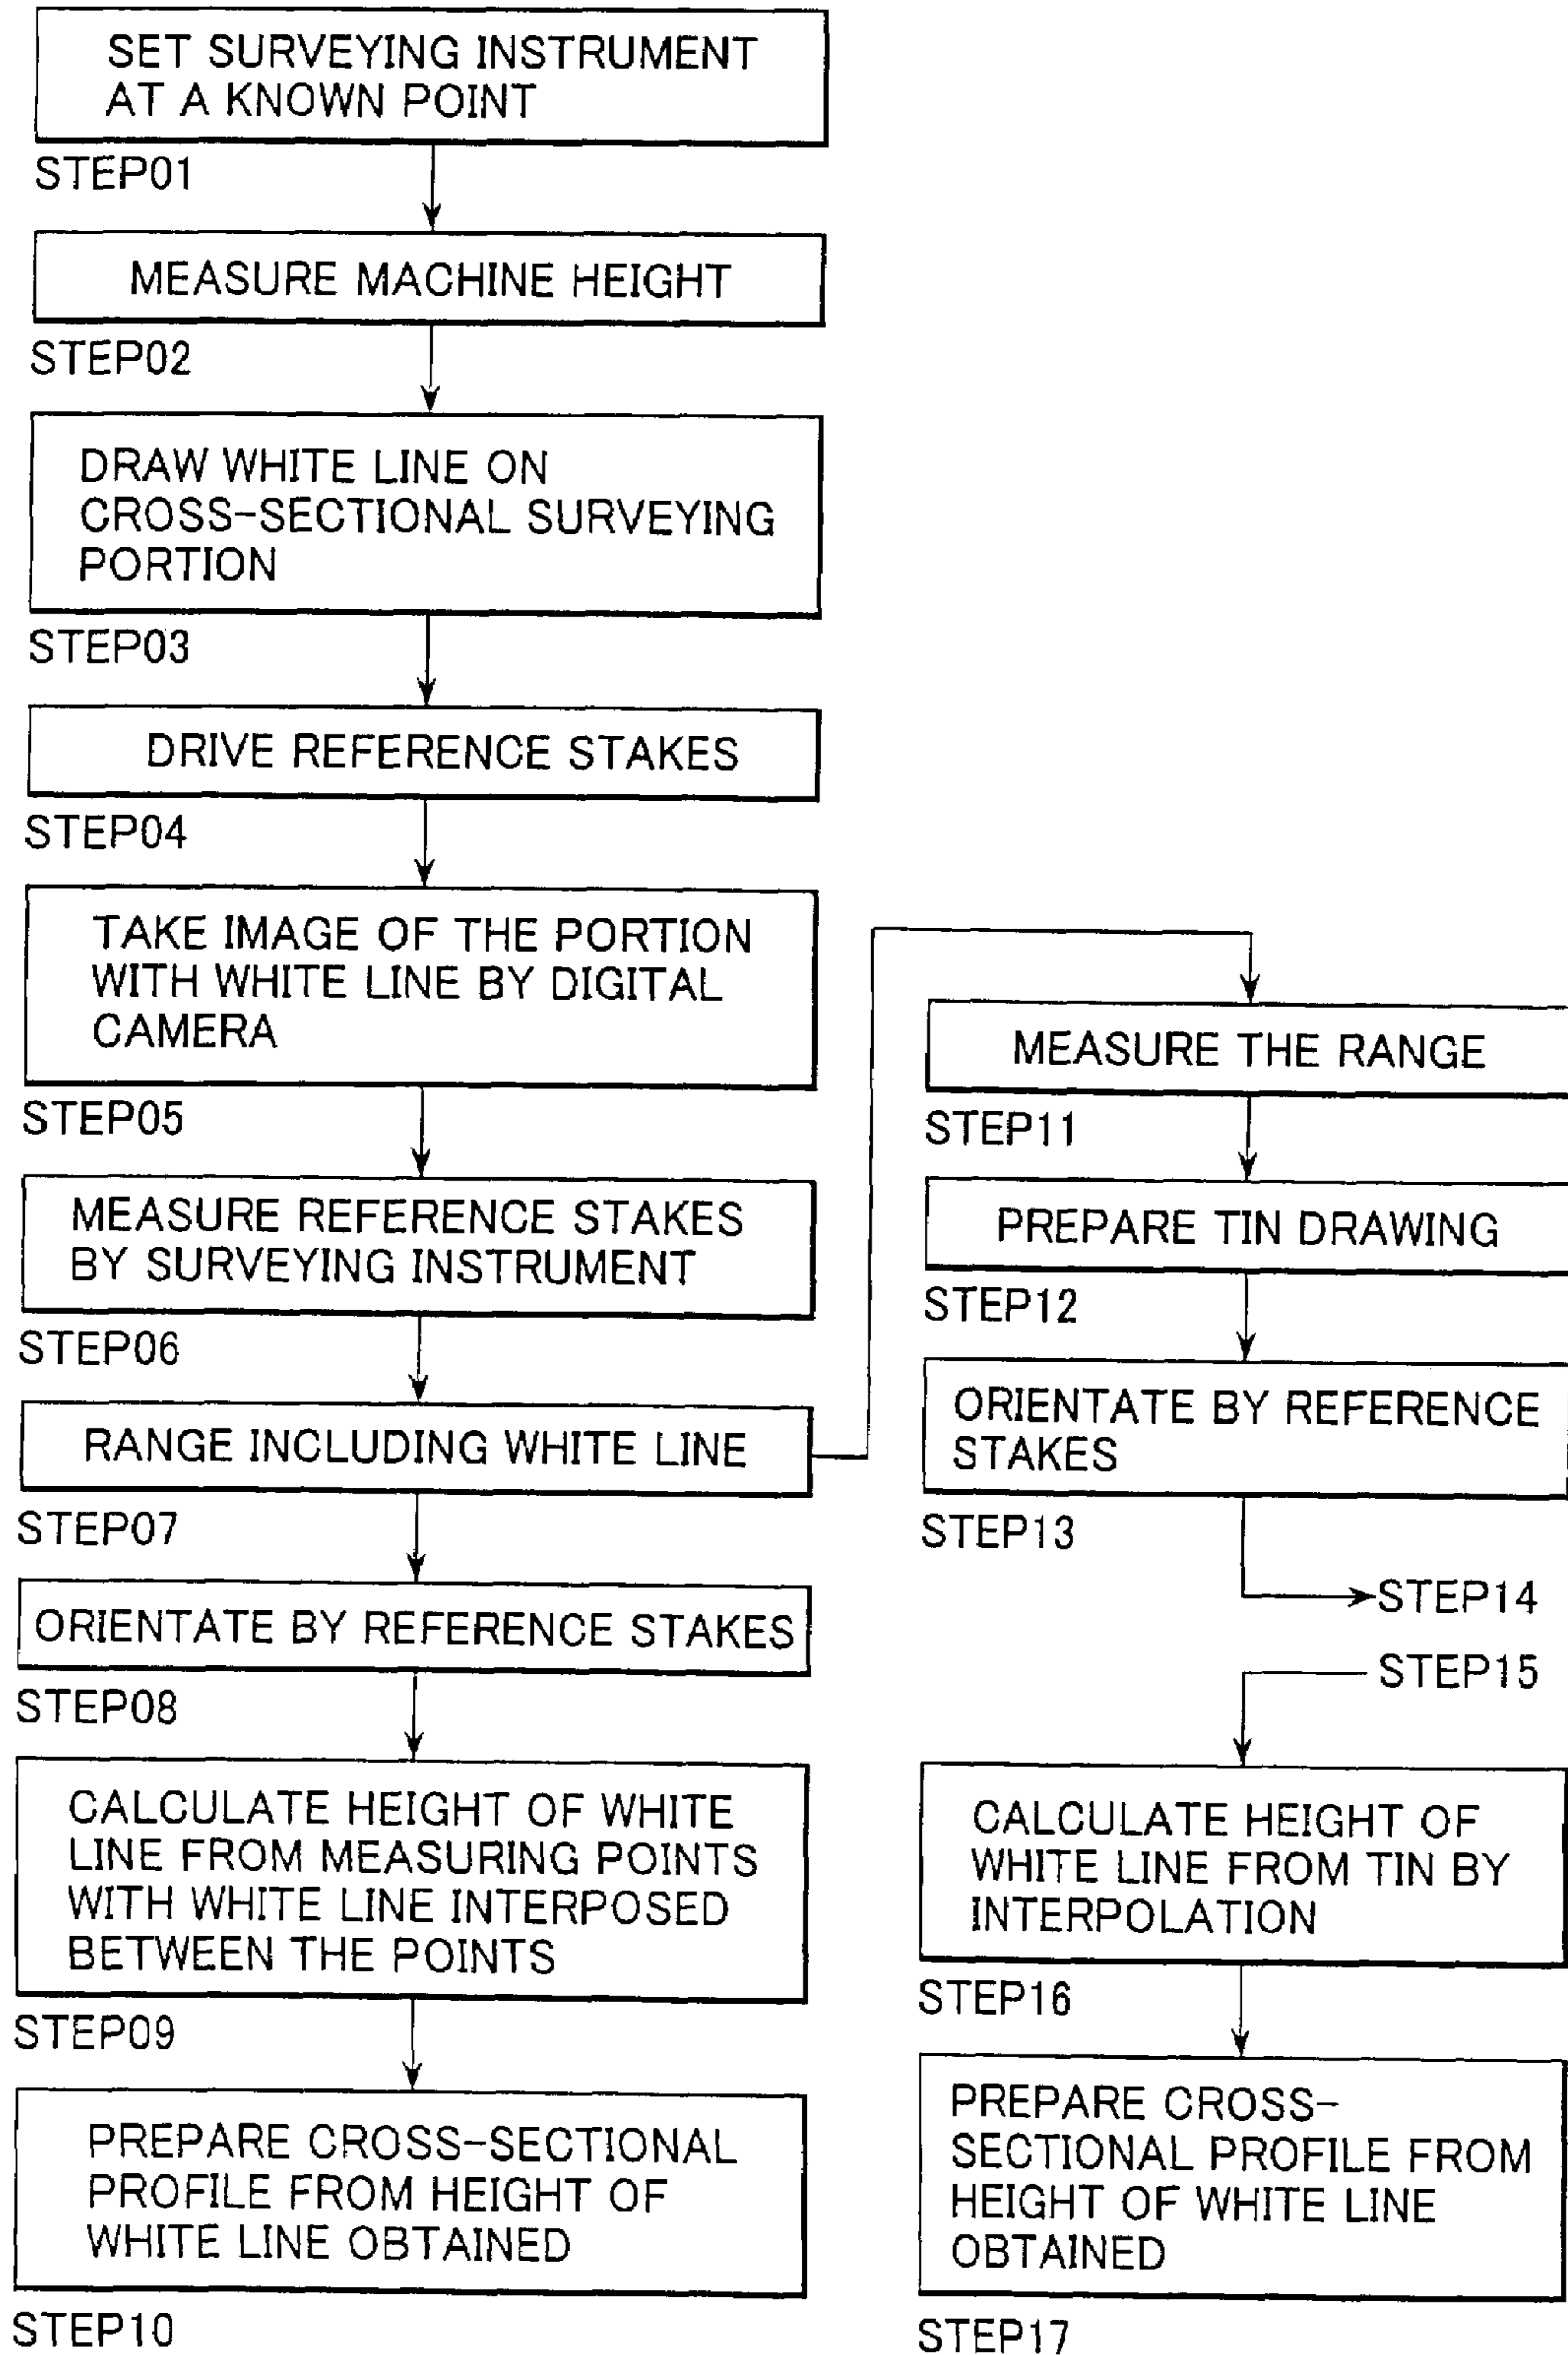 SET SURVEYING INSTRUMENT
AT A KNOWN POINT
STEP01
MEASURE MACHINE HEIGHT
STEP02
DRAW WHITE LINE ON
CROSS-SECTIONAL SURVEYING
PORTION
STEP03
DRIVE REFERENCE STAKES
STEP04
TAKE IMAGE OF THE PORTION
WITH WHITE LINE BY DIGITAL
CAMERA
STEP05
MEASURE REFERENCE STAKES
BY SURVEYING INSTRUMENT
STEP06
RANGE INCLUDING WHITE LINE
STEP07
ORIENTATE BY REFERENCE STAKES
STEP08
CALCULATE HEIGHT OF WHITE
LINE FROM MEASURING POINTS
WITH WHITE LINE INTERPOSED
BETWEEN THE POINTS
STEP09
PREPARE CROSS-SECTIONAL
PROFILE FROM HEIGHT OF
WHITE LINE OBTAINED
STEP10
MEASURE THE RANGE
STEP11
PREPARE TIN DRAWING
STEP12
ORIENTATE BY REFERENCE
STAKES
STEP13
STEP14
STEP15
CALCULATE HEIGHT OF
WHITE LINE FROM TIN BY
INTERPOLATION
STEP16
PREPARE CROSS-
SECTIONAL PROFILE FROM
HEIGHT OF WHITE LINE
OBTAINED
STEP17